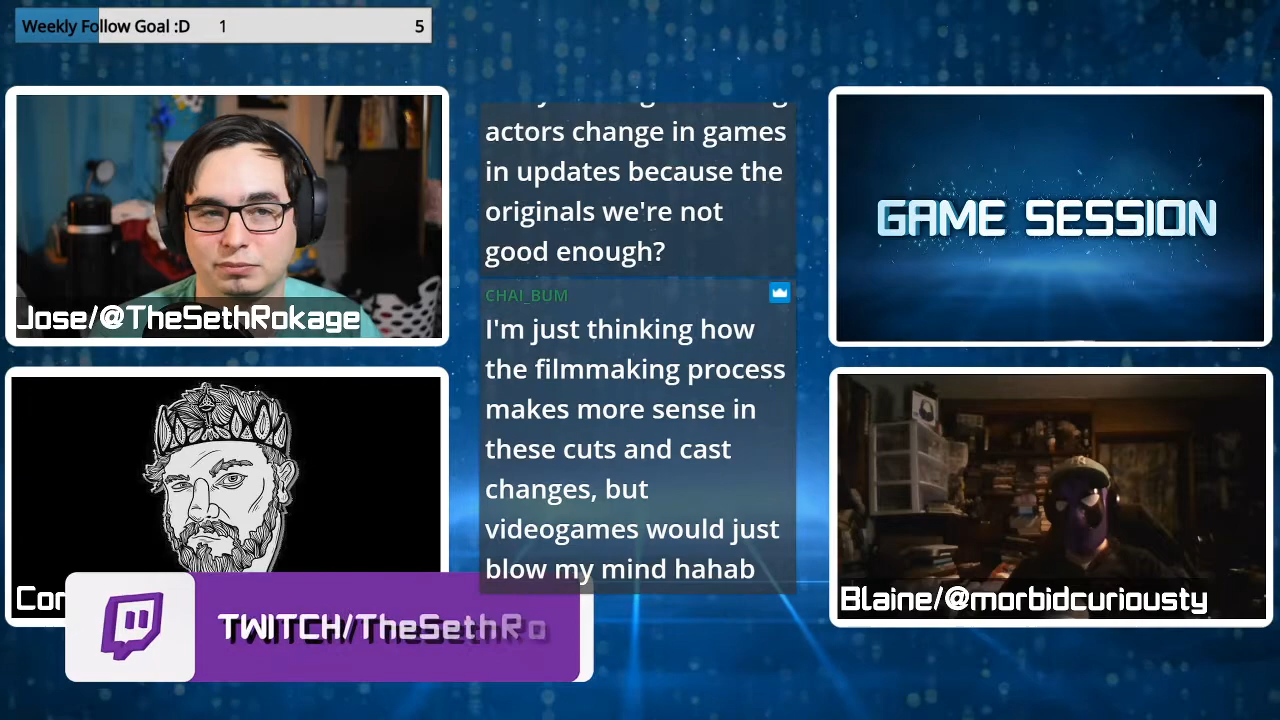 Weekly Follow Goal :D 1 5
actors change in games
in updates because the
originals we're not
good enough?
CHAI_BUM
I'm just thinking how
the filmmaking process
makes more sense in
these cuts and cast
changes, but
videogames would just
blow my mind hahab
GAME SESSION
Jose/@TheSethRokage
Blaine/@morbidcuriousty
TWITCH/TheSethRo